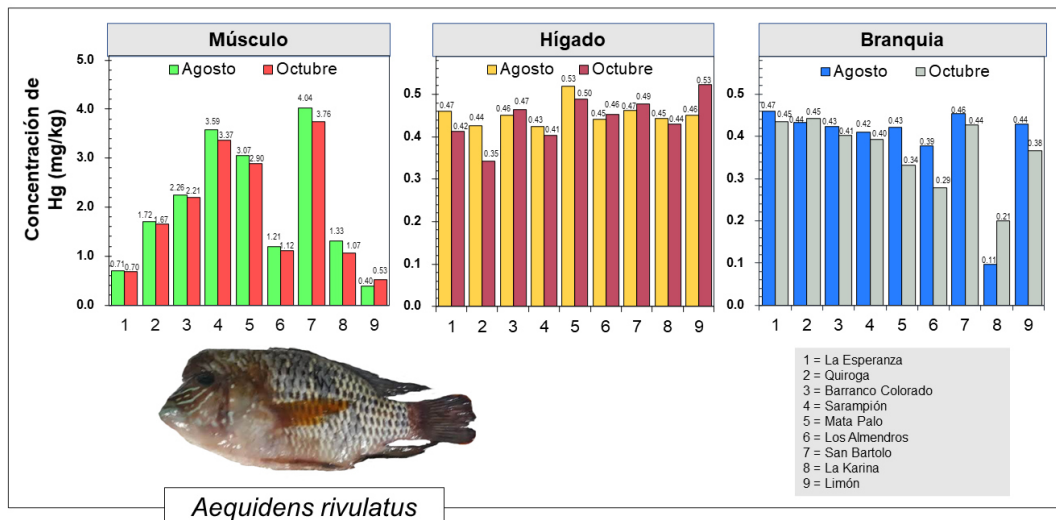 Músculo
Concentración de
Hg (mg/kg)
Agosto Octubre
5.0
4.0
3.0
2.0
1.0
0.0
0.71 0.70 1.72 1.67 2.26 2.21 3.59 3.37 3.07 2.90 1.21 1.12 4.04 3.76 1.33 1.07 0.40 0.53
1 2 3 4 5 6 7 8 9
Hígado
Agosto Octubre
0.5
0.4
0.3
0.2
0.1
0.0
0.47 0.42 0.44 0.35 0.46 0.47 0.43 0.41 0.53 0.50 0.45 0.46 0.47 0.49 0.45 0.44 0.46 0.53
1 2 3 4 5 6 7 8 9
Branquia
Agosto Octubre
0.5
0.4
0.3
0.2
0.1
0.0
0.47 0.45 0.44 0.45 0.43 0.41 0.42 0.40 0.43 0.34 0.39 0.29 0.46 0.44 0.11 0.21 0.44 0.38
1 2 3 4 5 6 7 8 9
1 = La Esperanza
2 = Quiroga
3 = Barranco Colorado
4 = Sarampión
5 = Mata Palo
6 = Los Almendros
7 = San Bartolo
8 = La Karina
9 = Limón
Aequidens rivulatus